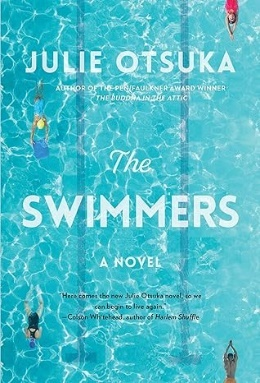 JULIE OTSUKA
AUTHOR OF THE PEN/FAULKNER AWARD WINNER
THE BUDDHA IN THE ATTIC
The
SWIMMERS
A NOVEL
"Here comes the new Julie Otsuka novel, so we
can begin to live again."
—Colson Whitehead, author of Harlem Shuffle